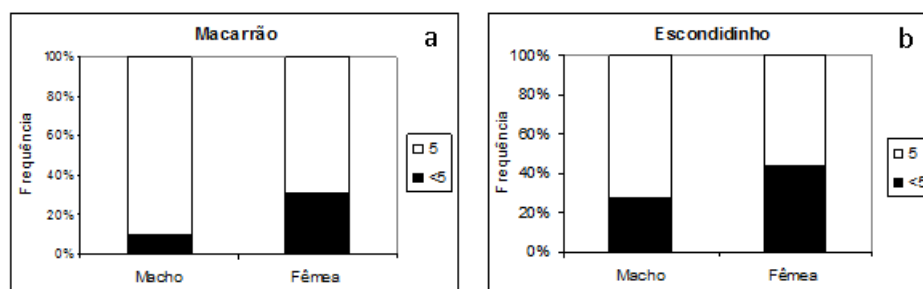 Macarrão
a
100%
80%
60%
40%
20%
0%
Frequência
Macho
Fêmea
5
<5
Escondidinho
b
100%
80%
60%
40%
20%
0%
Frequência
Macho
Fêmea
5
<5